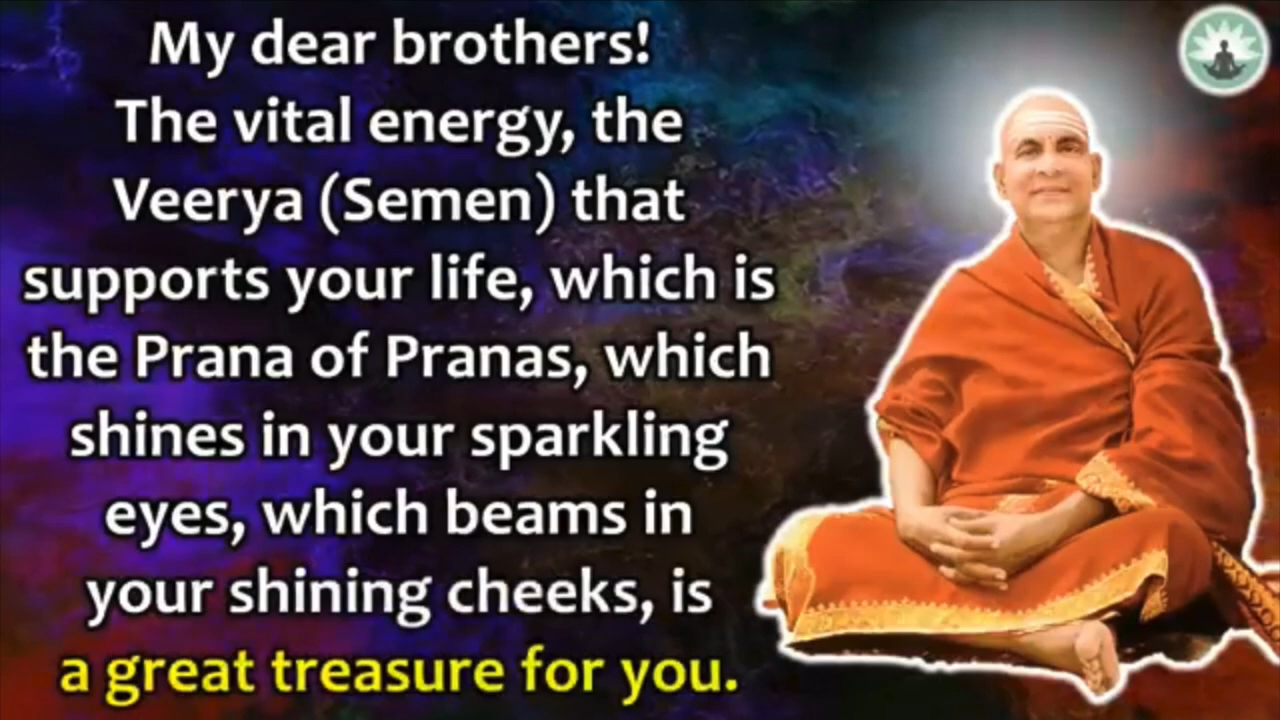 My dear brothers!
The vital energy, the
Veerya (Semen) that
supports your life, which is
the Prana of Pranas, which
shines in your sparkling
eyes, which beams in
your shining cheeks, is
a great treasure for you.